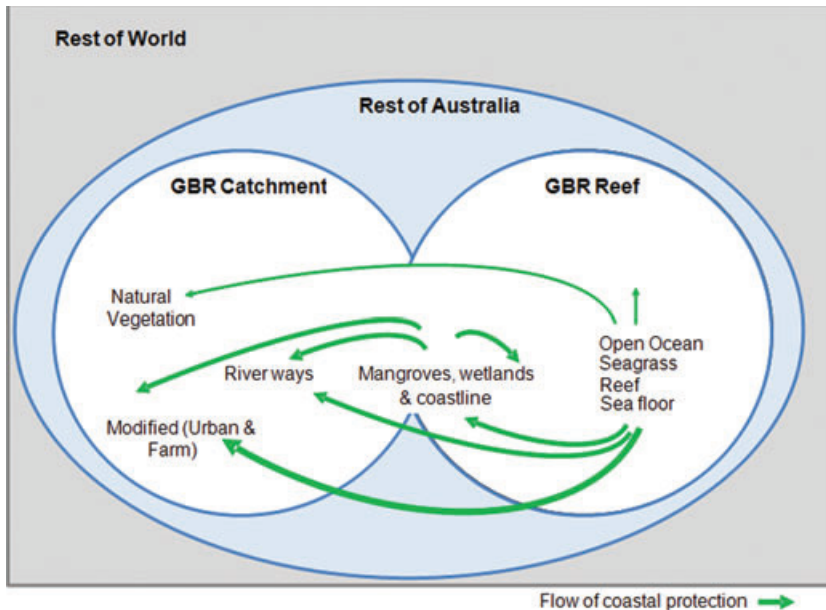 Rest of World
Rest of Australia
GBR Catchment
GBR Reef
Natural
Vegetation
Open Ocean
Seagrass
Reef
Sea floor
River ways
Mangroves, wetlands
& coastline
Modified (Urban &
Farm)
Flow of coastal protection